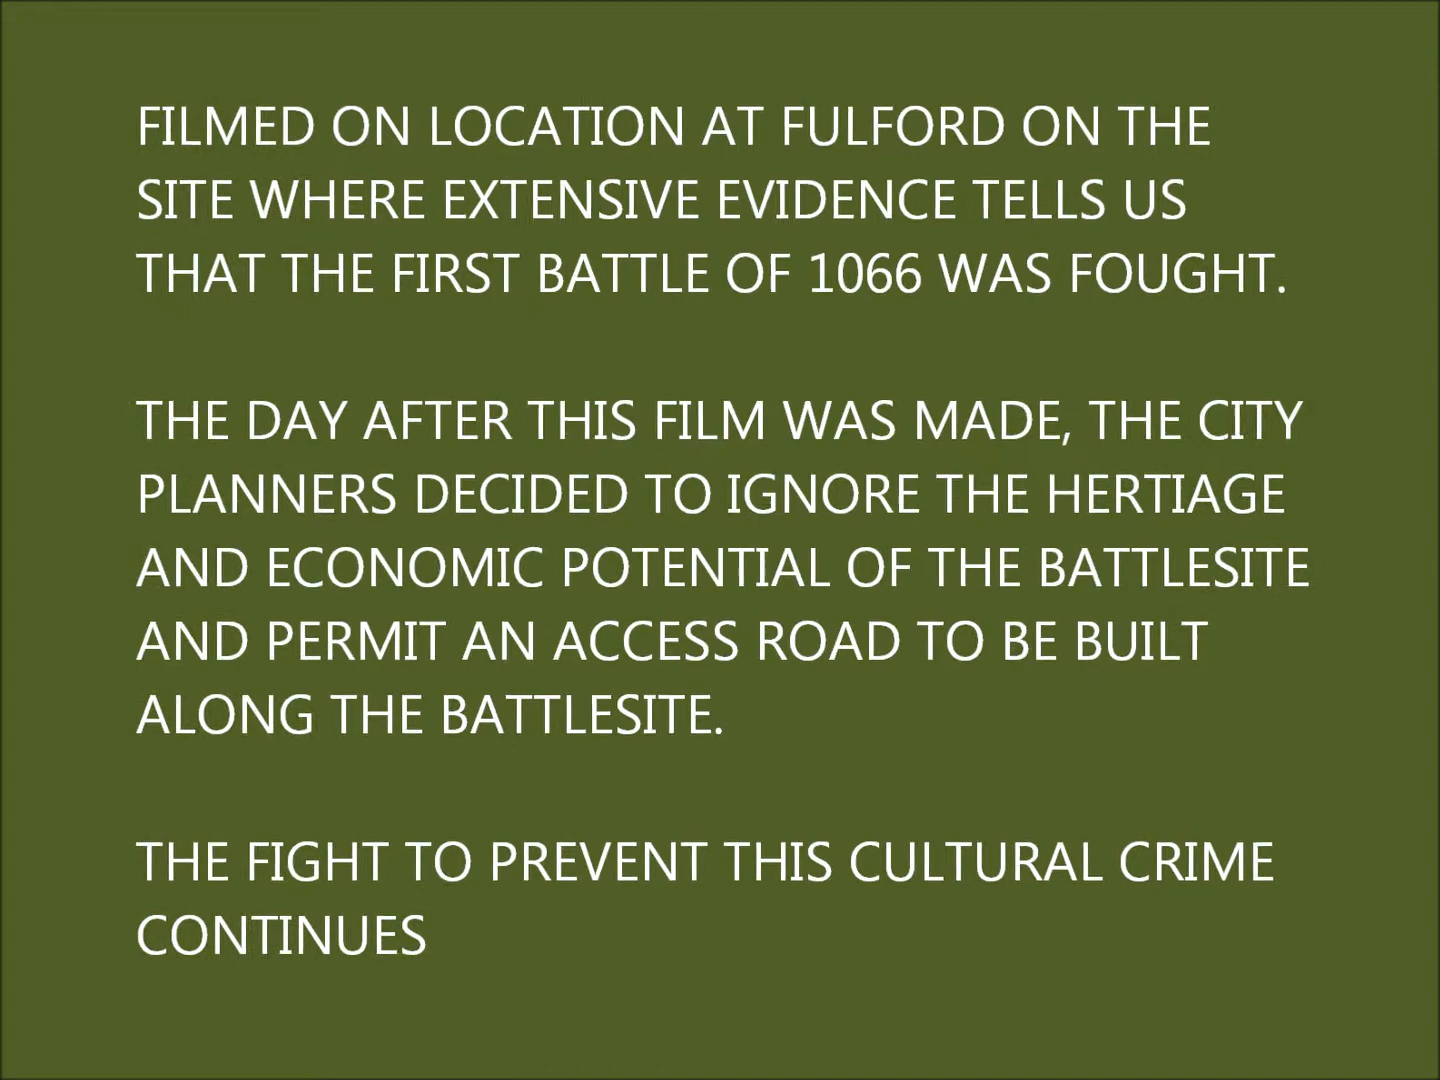 FILMED ON LOCATION AT FULFORD ON THE
SITE WHERE EXTENSIVE EVIDENCE TELLS US
THAT THE FIRST BATTLE OF 1066 WAS FOUGHT.
THE DAY AFTER THIS FILM WAS MADE, THE CITY
PLANNERS DECIDED TO IGNORE THE HERTIAGE
AND ECONOMIC POTENTIAL OF THE BATTLESITE
AND PERMIT AN ACCESS ROAD TO BE BUILT
ALONG THE BATTLESITE.
THE FIGHT TO PREVENT THIS CULTURAL CRIME
CONTINUES